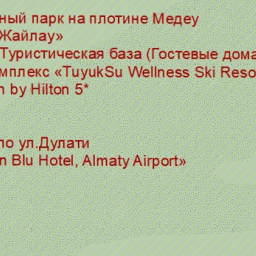 ный парк на плотине Медеу
Жайлау»
Туристическая база (Гостевые дома
мплекс «TuyukSu Wellness Ski Reso
n by Hilton 5*
по ул.Дулати
n Blu Hotel, Almaty Airport»